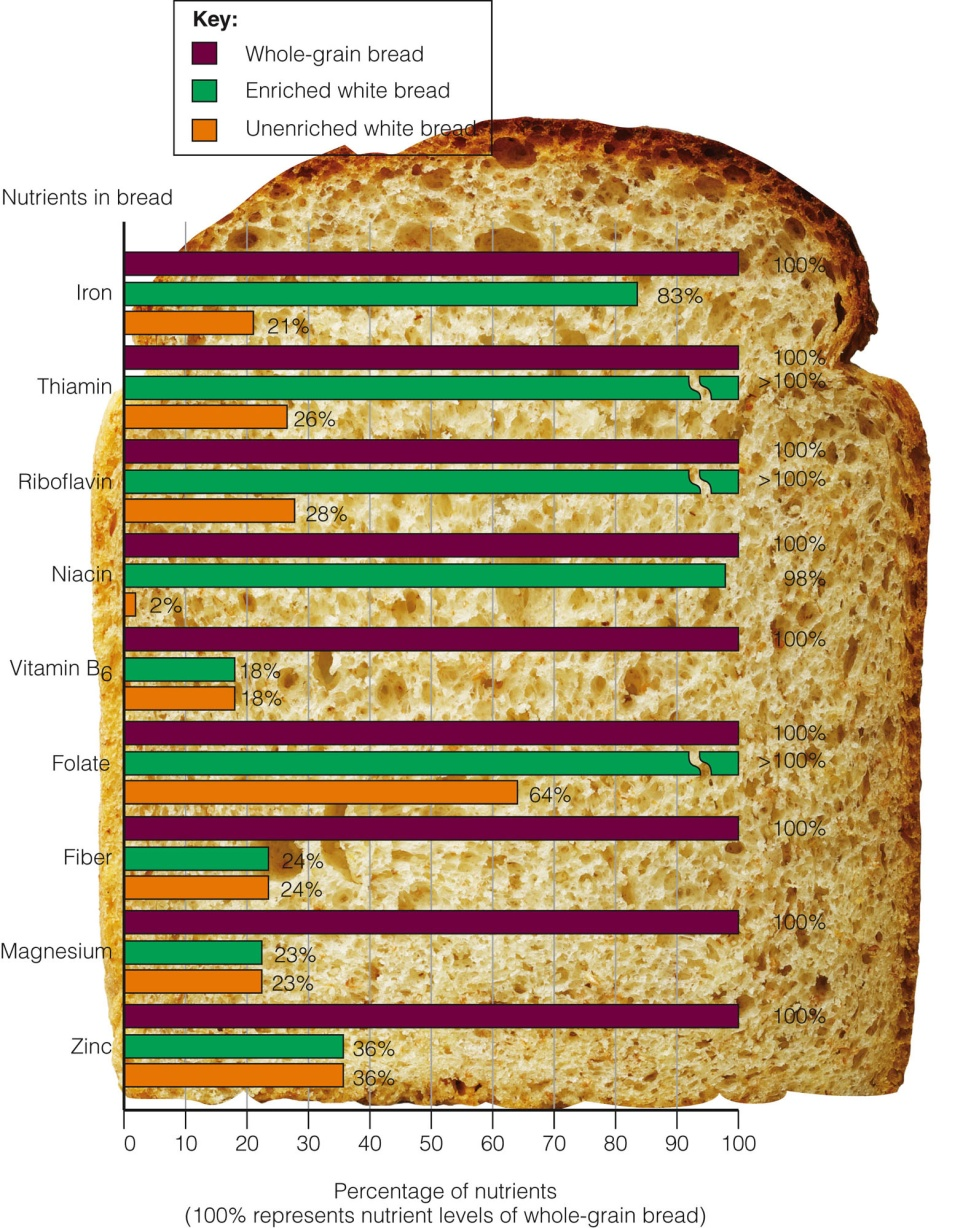 Key:
Whole-grain bread
Enriched white bread
Unenriched white bread
Nutrients in bread
100%
Iron
83%
21%
100%
Thiamin
>100%
26%
100%
Riboflavin
>100%
28%
100%
Niacin
98%
2%
100%
Vitamin B6
18%
18%
100%
Folate
>100%
64%
100%
Fiber
24%
24%
100%
Magnesium
23%
23%
100%
Zinc
36%
36%
0 10 20 30 40 50 60 70 80 90 100
Percentage of nutrients
(100% represents nutrient levels of whole-grain bread)